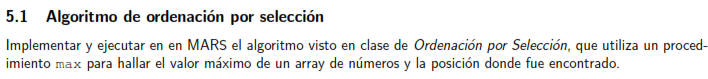 5.1 Algoritmo de ordenación por selección
Implementar y ejecutar en en MARS el algoritmo visto en clase de Ordenación por Selección, que utiliza un proced-
imiento max para hallar el valor máximo de un array de números y la posición donde fue encontrado.